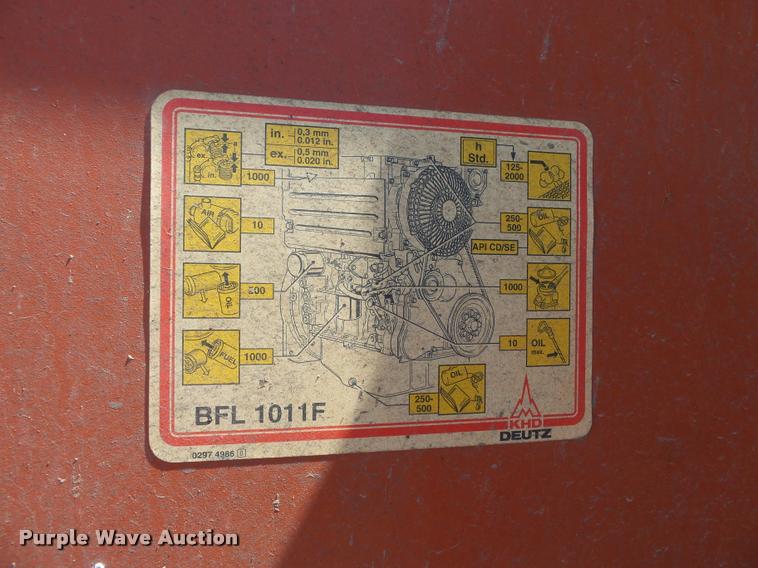 in. 0,3 mm
0.012 in.
ex. 0,5 mm
0.020 in.
h
Std.
ex.
in.
1000
125-
2000
AIR
10
250-
500
OIL
API CD/SE
OIL
1000
FUEL
1000
10
OIL
max.
250-
500
OIL
BFL 1011F
KHD
DEUTZ
0297 4986 0
Purple Wave Auction